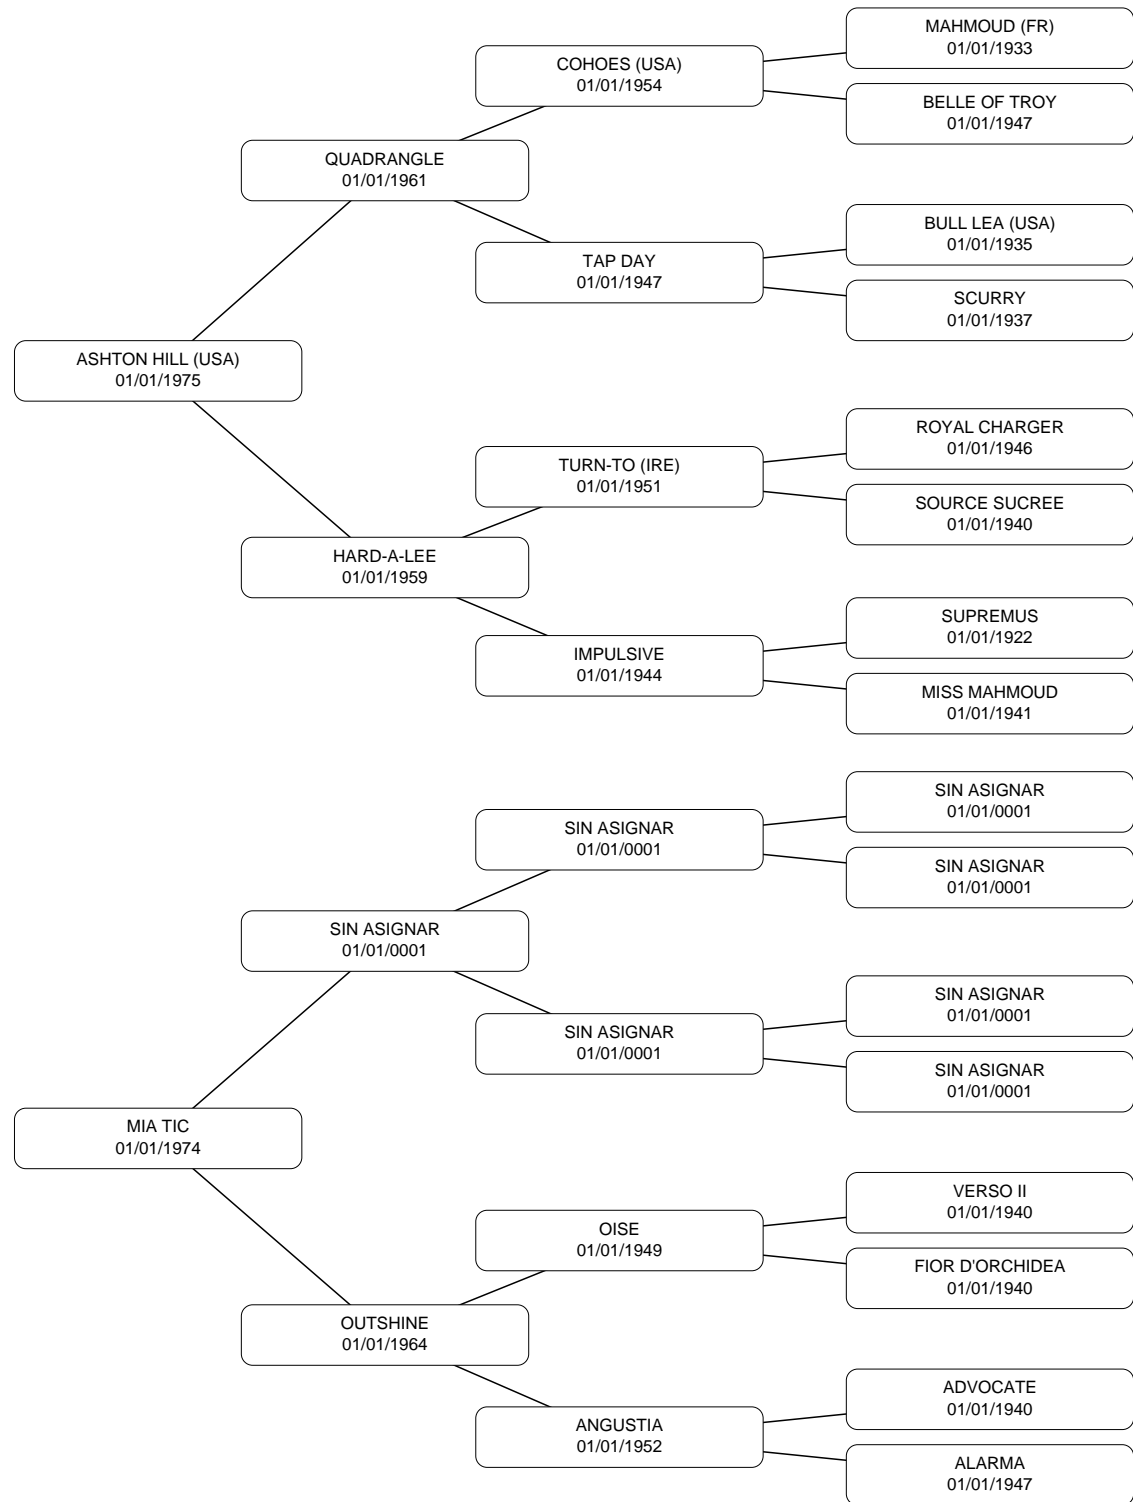 MAHMOUD (FR)
01/01/1933
COHOES (USA)
01/01/1954
BELLE OF TROY
01/01/1947
QUADRANGLE
01/01/1961
BULL LEA (USA)
01/01/1935
TAP DAY
01/01/1947
SCURRY
01/01/1937
ASHTON HILL (USA)
01/01/1975
ROYAL CHARGER
01/01/1946
TURN-TO (IRE)
01/01/1951
SOURCE SUCREE
01/01/1940
HARD-A-LEE
01/01/1959
SUPREMUS
01/01/1922
IMPULSIVE
01/01/1944
MISS MAHMOUD
01/01/1941
SIN ASIGNAR
01/01/0001
SIN ASIGNAR
01/01/0001
SIN ASIGNAR
01/01/0001
SIN ASIGNAR
01/01/0001
SIN ASIGNAR
01/01/0001
SIN ASIGNAR
01/01/0001
SIN ASIGNAR
01/01/0001
MIA TIC
01/01/1974
VERSO II
01/01/1940
OISE
01/01/1949
FIOR D'ORCHIDEA
01/01/1940
OUTSHINE
01/01/1964
ADVOCATE
01/01/1940
ANGUSTIA
01/01/1952
ALARMA
01/01/1947